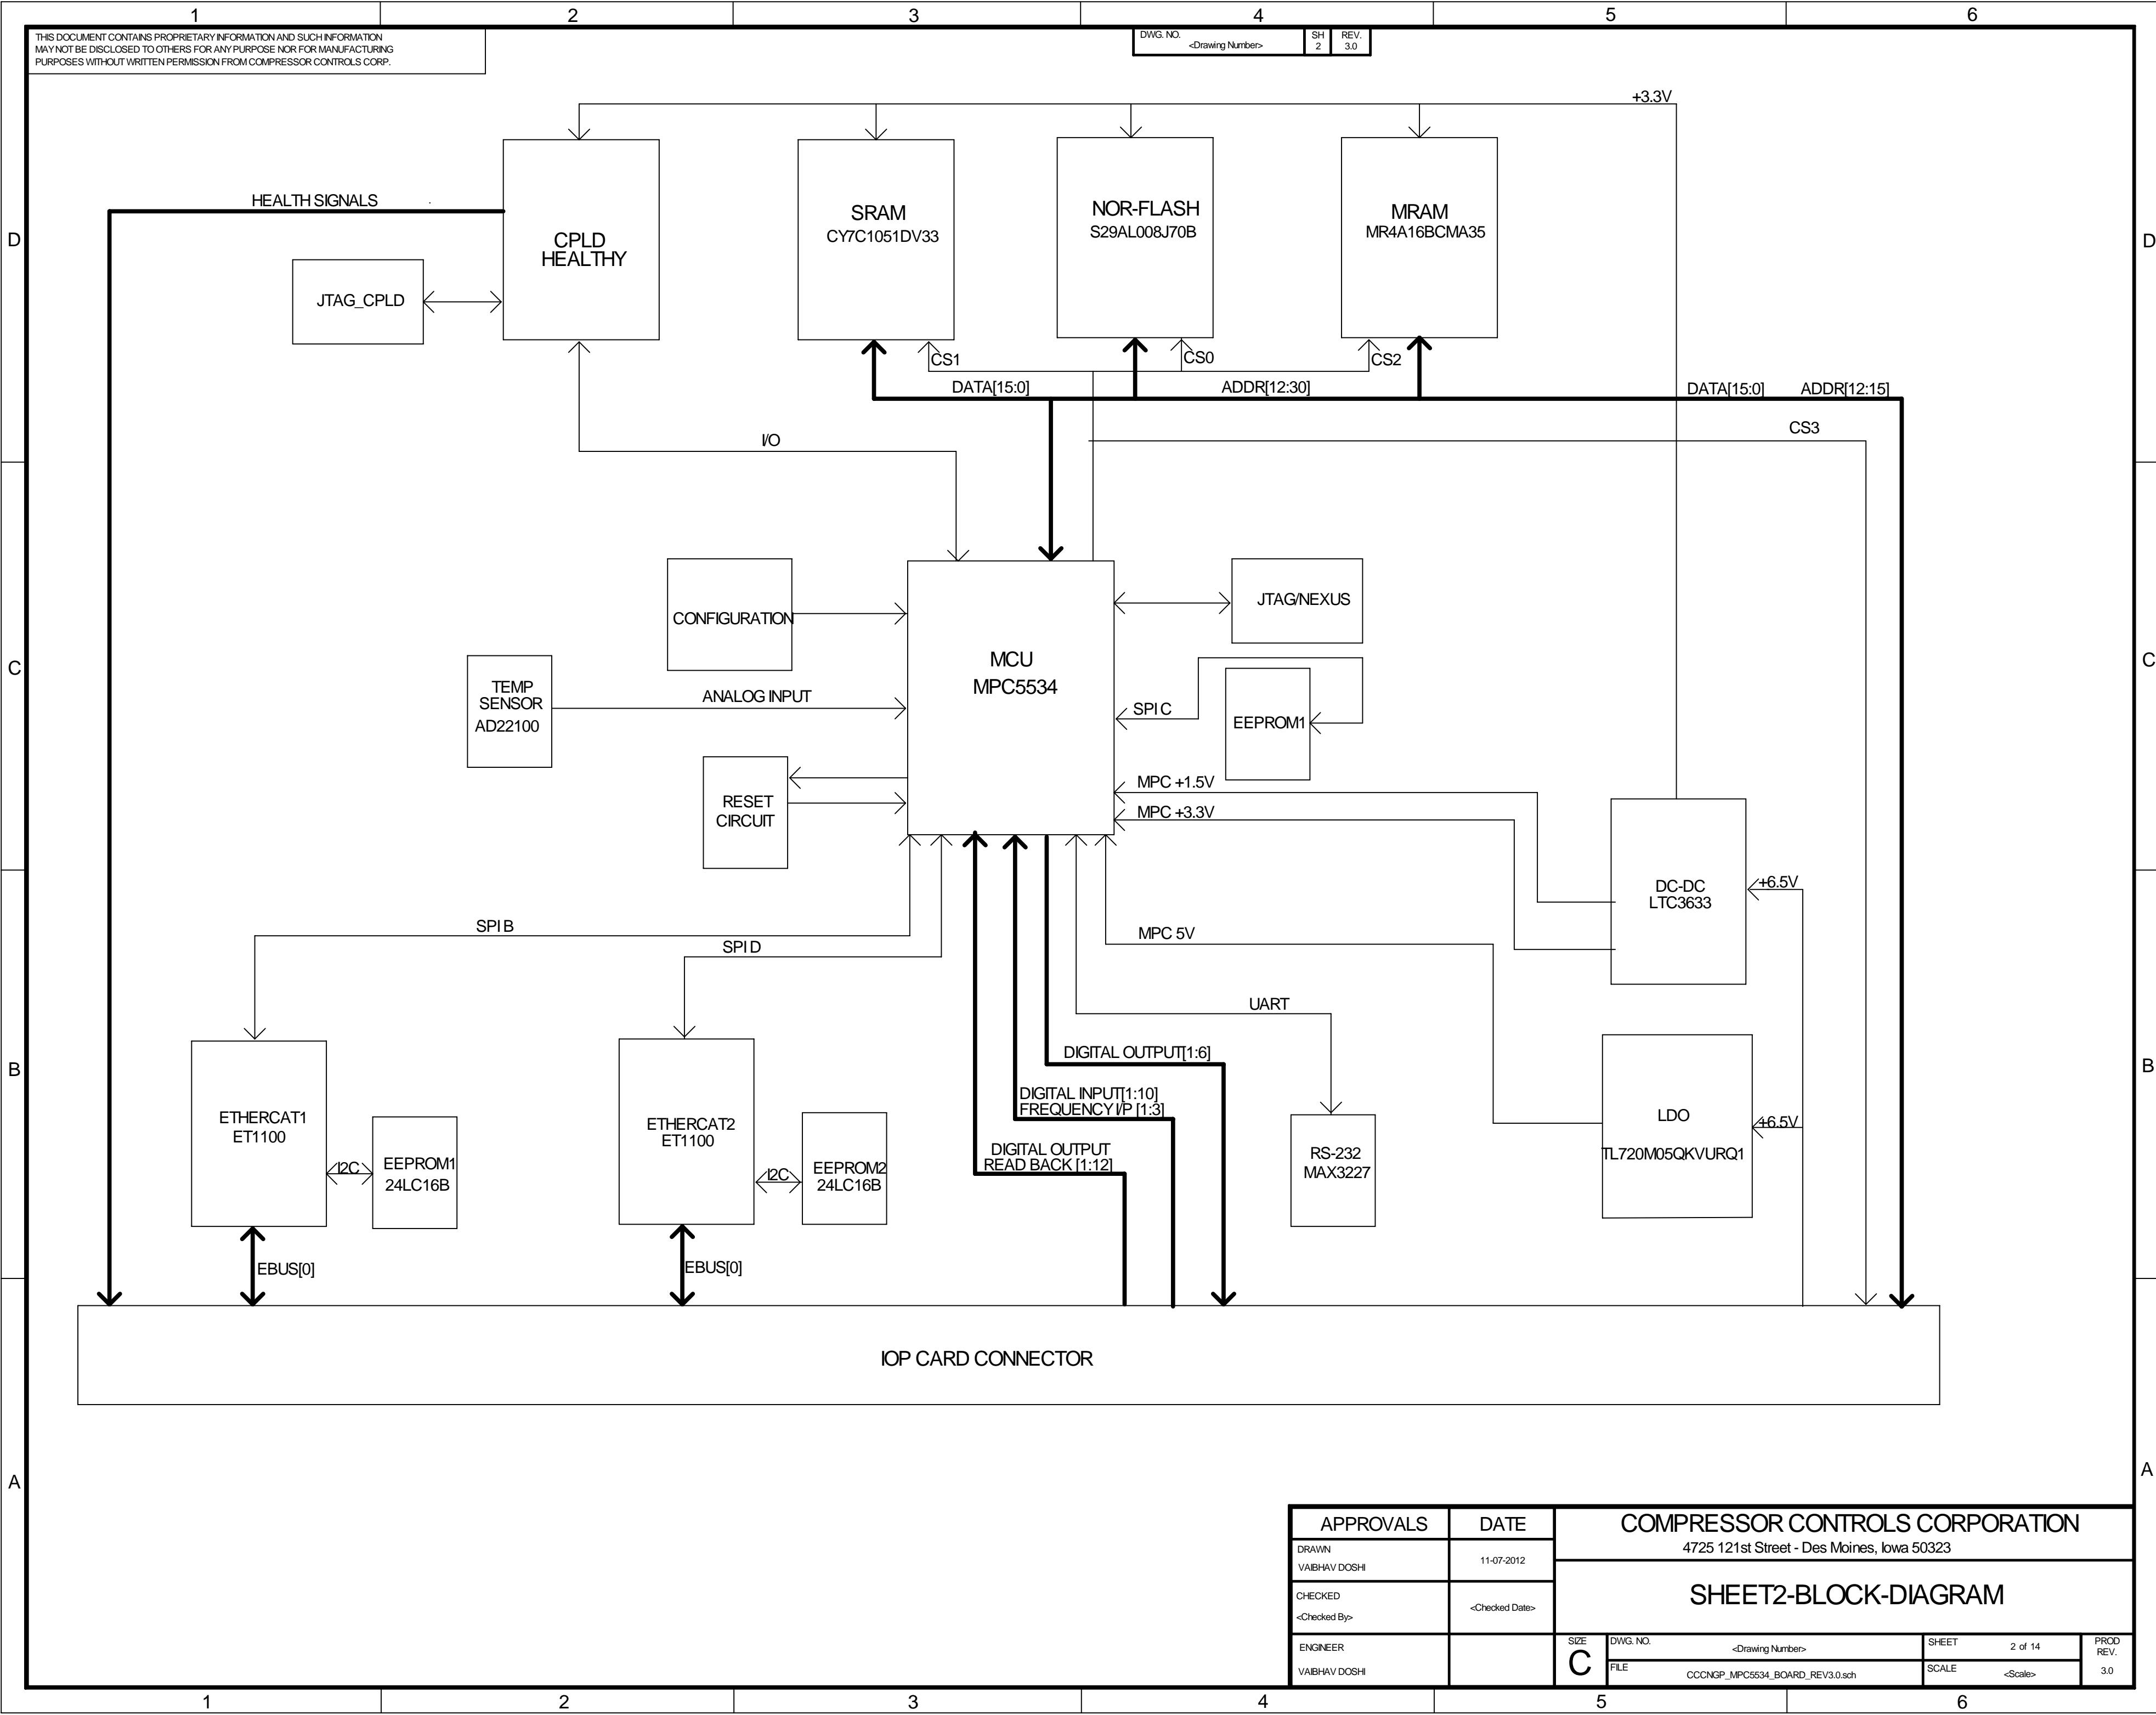 1 2 3 4 5 6
THIS DOCUMENT CONTAINS PROPRIETARY INFORMATION AND SUCH INFORMATION
MAY NOT BE DISCLOSED TO OTHERS FOR ANY PURPOSE NOR FOR MANUFACTURING
PURPOSES WITHOUT WRITTEN PERMISSION FROM COMPRESSOR CONTROLS CORP.
DWG. NO.
<Drawing Number>
SH
2
REV.
3.0
+3.3V
HEALTH SIGNALS
CPLD
HEALTHY
SRAM
CY7C1051DV33
NOR-FLASH
S29AL008J70B
MRAM
MR4A16BCMA35
D
D
JTAG_CPLD
CS1
CS0
CS2
DATA[15:0]
ADDR[12:30]
DATA[15:0]
ADDR[12:15]
CS3
I/O
CONFIGURATION
JTAG/NEXUS
MCU
MPC5534
C
C
TEMP
SENSOR
AD22100
ANALOG INPUT
SPI C
EEPROM1
RESET
CIRCUIT
MPC +1.5V
MPC +3.3V
DC-DC
LTC3633
+6.5V
SPI B
SPI D
MPC 5V
UART
DIGITAL OUTPUT[1:6]
B
B
DIGITAL INPUT[1:10]
FREQUENCY I/P [1:3]
ETHERCAT1
ET1100
I2C
EEPROM1
24LC16B
ETHERCAT2
ET1100
I2C
EEPROM2
24LC16B
DIGITAL OUTPUT
READ BACK [1:12]
RS-232
MAX3227
LDO
TL720M05QKVURQ1
+6.5V
EBUS[0]
EBUS[0]
IOP CARD CONNECTOR
A
A
APPROVALS
DATE
COMPRESSOR CONTROLS CORPORATION
4725 121st Street - Des Moines, Iowa 50323
DRAWN
VAIBHAV DOSHI
11-07-2012
SHEET2-BLOCK-DIAGRAM
CHECKED
<Checked By>
<Checked Date>
ENGINEER
VAIBHAV DOSHI
SIZE
C
DWG. NO.
<Drawing Number>
SHEET
2 of 14
PROD
REV.
3.0
FILE
CCCNGP_MPC5534_BOARD_REV3.0.sch
SCALE
<Scale>
1 2 3 4 5 6